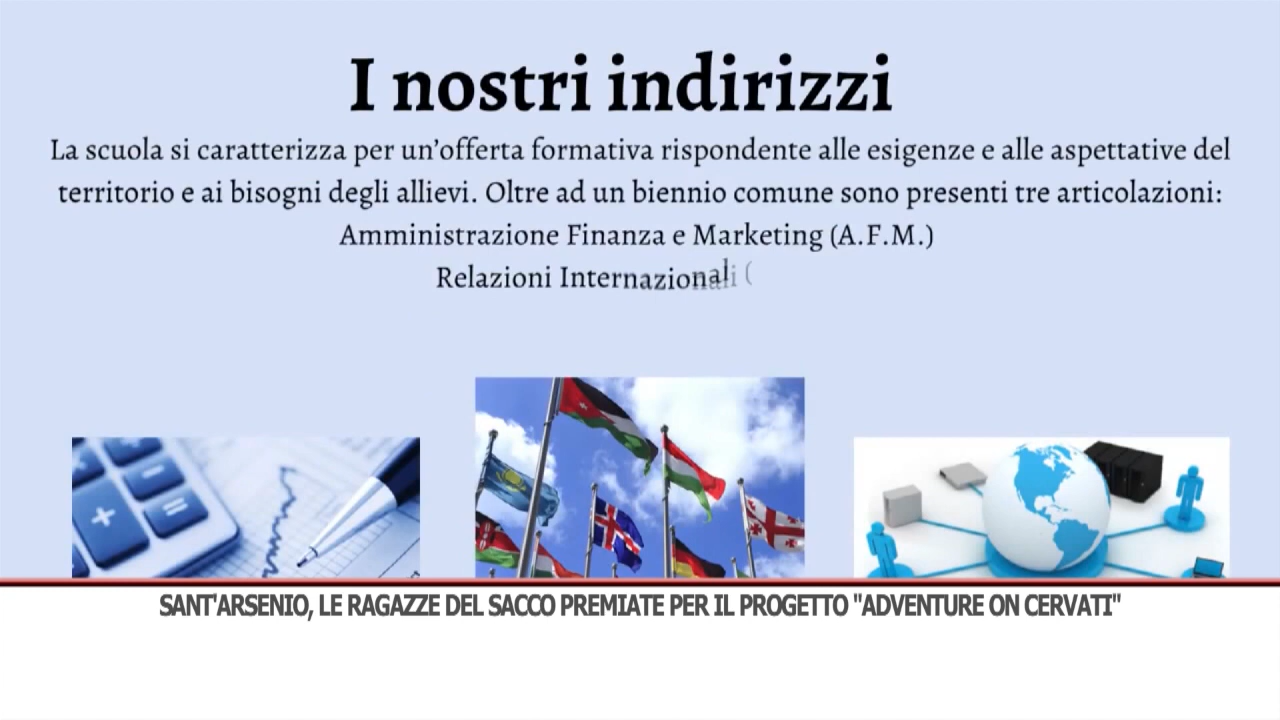 I nostri indirizzi
La scuola si caratterizza per un’offerta formativa rispondente alle esigenze e alle aspettative del
territorio e ai bisogni degli allievi. Oltre ad un biennio comune sono presenti tre articolazioni:
Amministrazione Finanza e Marketing (A.F.M.)
Relazioni Internazionali (
SANT'ARSENIO, LE RAGAZZE DEL SACCO PREMIATE PER IL PROGETTO "ADVENTURE ON CERVATI"